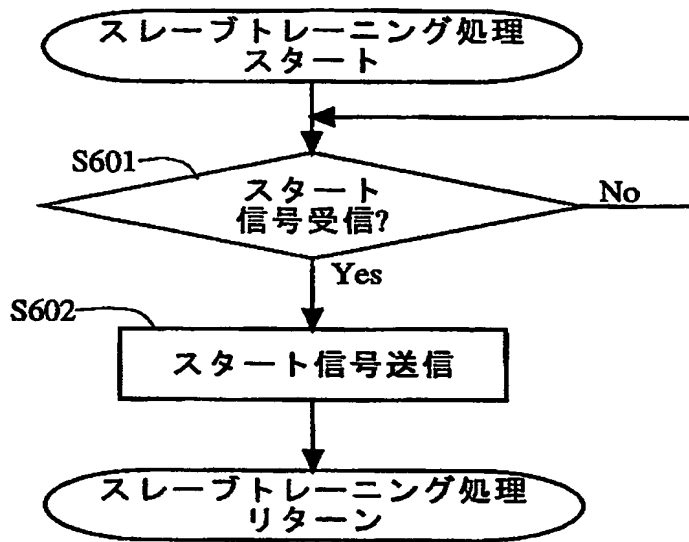 スレーブトレーニング処理
スタート
S601
スタート
信号受信?
No
Yes
S602
スタート信号送信
スレーブトレーニング処理
リターン